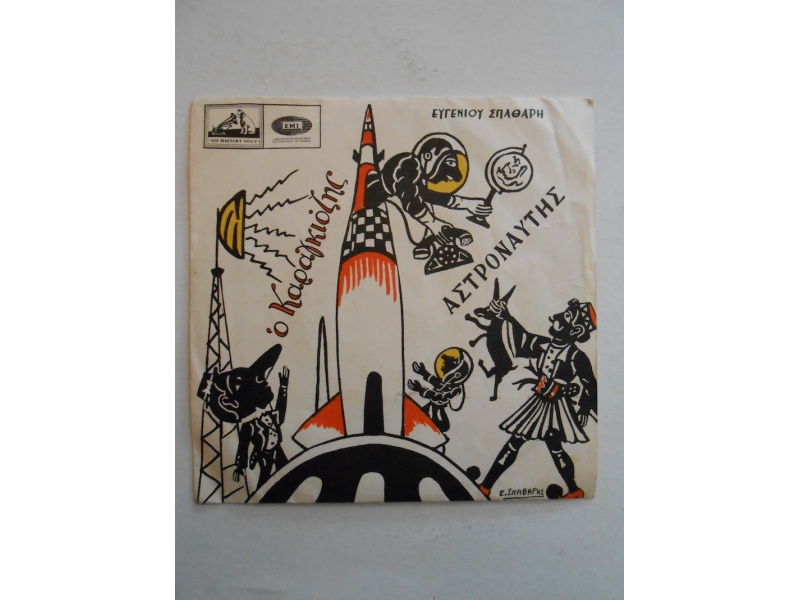 "HIS MASTER'S VOICE"
EMI
ΕΥΓΕΝΙΟΥ ΣΠΑΘΑΡΗ
ὁ Καραγκιόζης
ΑΣΤΡΟΝΑΥΤΗΣ
Ε. ΣΠΑΘΑΡΗΣ